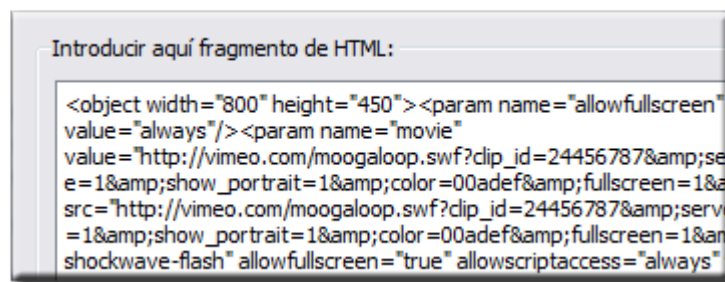 Introducir aquí fragmento de HTML:
<object width="800" height="450"><param name="allowfullscreen"
value="always"/><param name="movie"
value="http://vimeo.com/moogaloop.swf?clip_id=24456787&amp;se
e=1&amp;show_portrait=1&amp;color=00adef&amp;fullscreen=1&a
src="http://vimeo.com/moogaloop.swf?clip_id=24456787&amp;serv
=1&amp;show_portrait=1&amp;color=00adef&amp;fullscreen=1&am
shockwave-flash" allowfullscreen="true" allowscriptaccess="always"